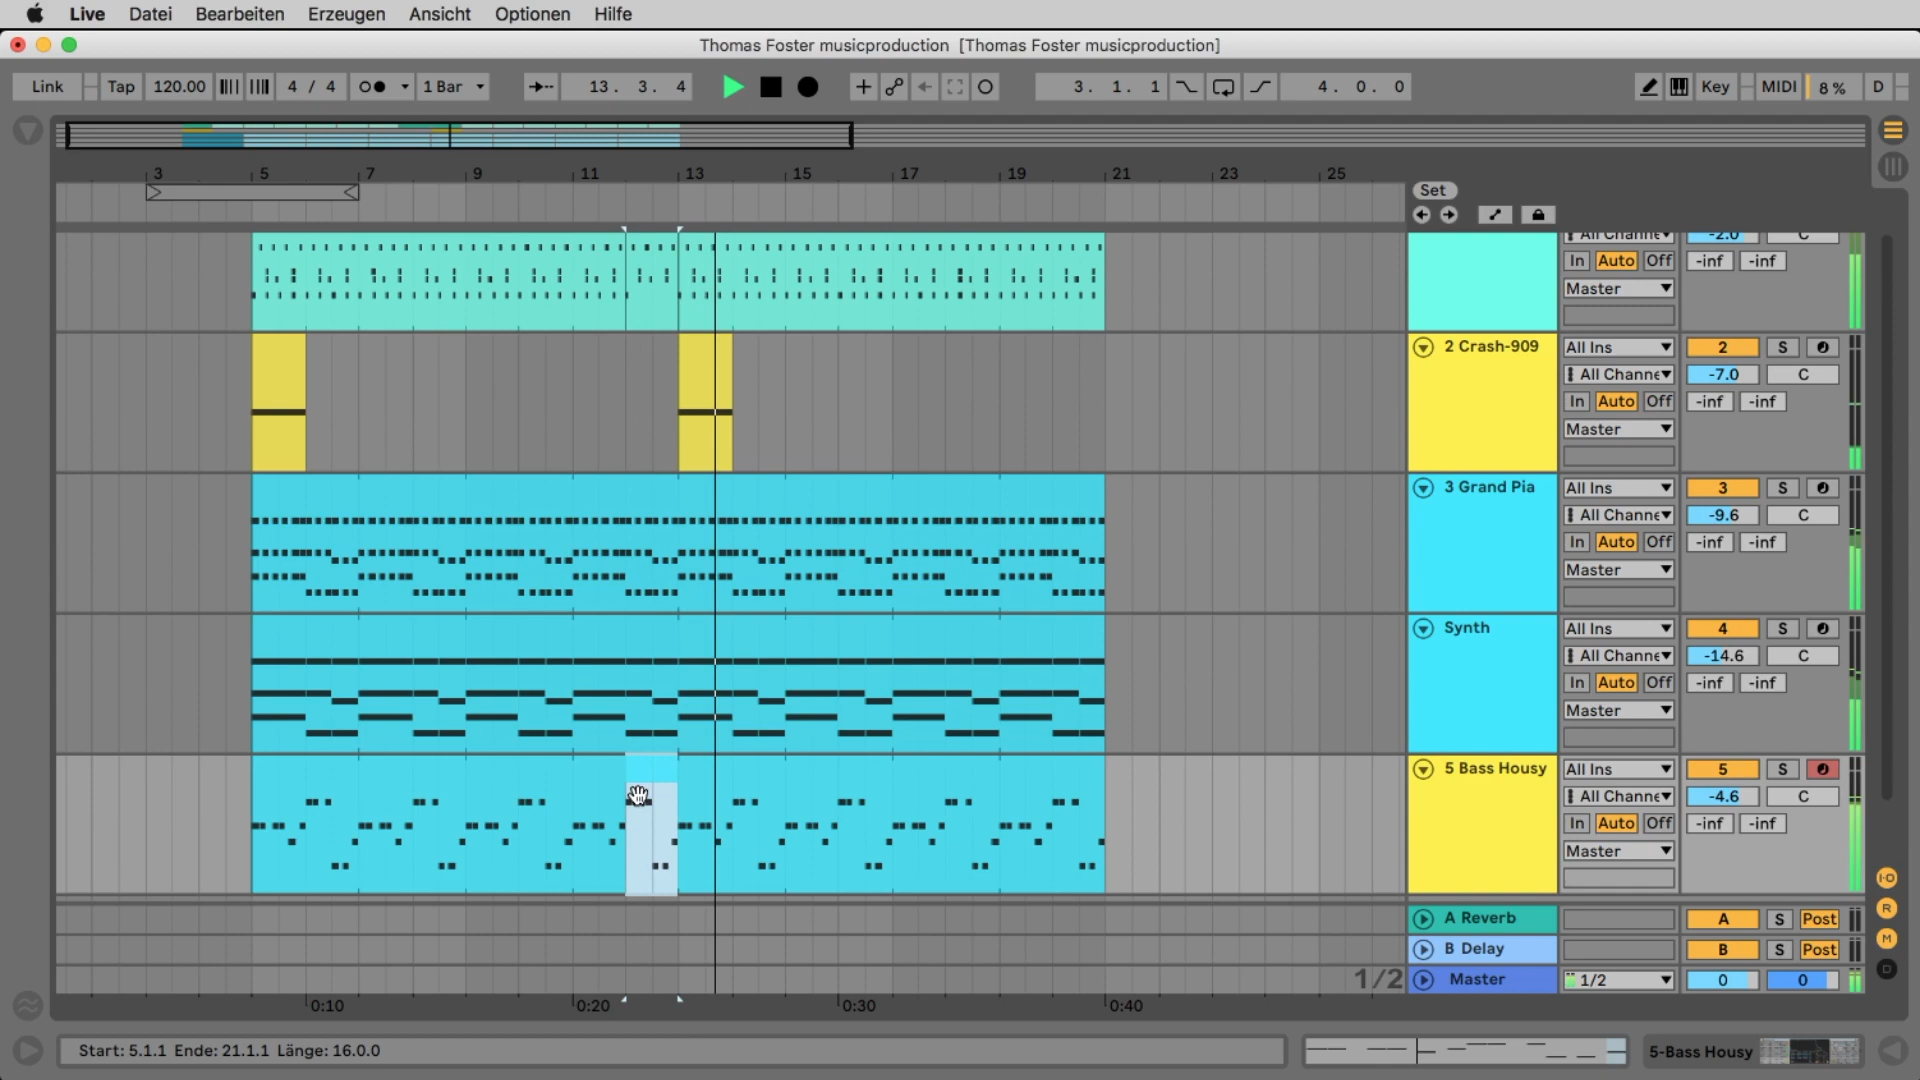 Live Datei Bearbeiten Erzeugen Ansicht Optionen Hilfe
Thomas Foster musicproduction [Thomas Foster musicproduction]
Link Tap 120.00 4 / 4 1 Bar 13. 3. 4 3. 1. 1 4. 0. 0 Key MIDI 8 % D
3 5 7 9 11 13 15 17 19 21 23 25
Set
-2.0 C
In Auto Off -inf -inf
Master
2 Crash-909 All Ins 2 S
All Channe -7.0 C
In Auto Off -inf -inf
Master
3 Grand Pia All Ins 3 S
All Channe -9.6 C
In Auto Off -inf -inf
Master
Synth All Ins 4 S
All Channe -14.6 C
In Auto Off -inf -inf
Master
5 Bass Housy All Ins 5 S
All Channe -4.6 C
In Auto Off -inf -inf
Master
I·O
R
M
D
A Reverb A S Post
B Delay B S Post
1/2 Master 1/2 0 0
0:10 0:20 0:30 0:40
Start: 5.1.1 Ende: 21.1.1 Länge: 16.0.0 5-Bass Housy